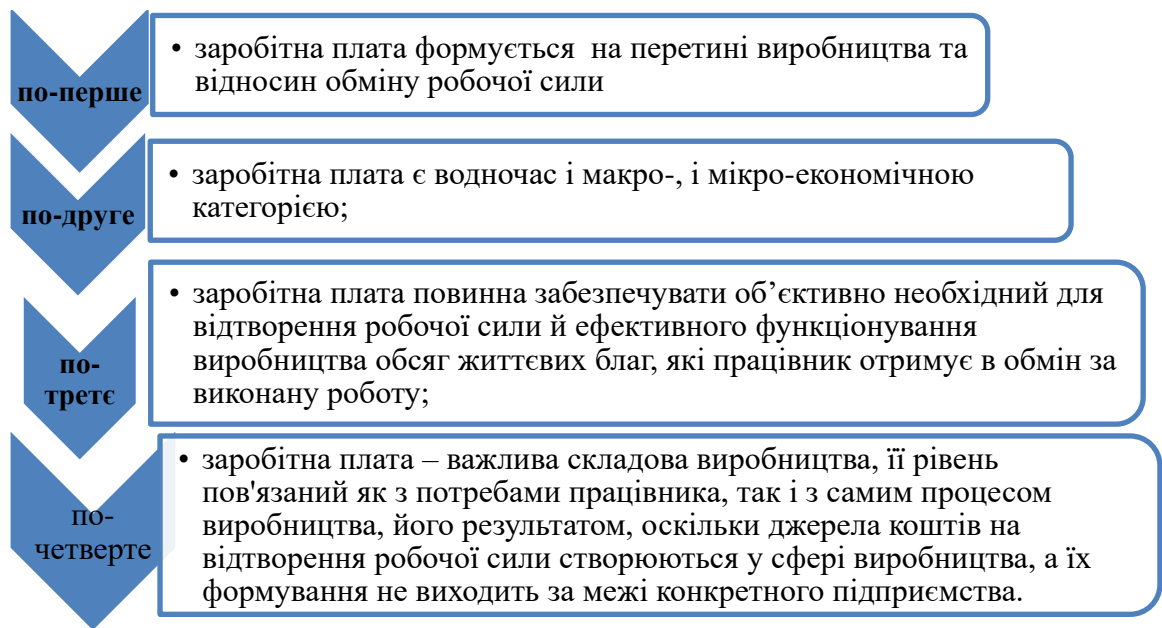 по-перше
• заробітна плата формується на перетині виробництва та
відносин обміну робочої сили
по-друге
• заробітна плата є водночас і макро-, і мікро-економічною
категорією;
по-
третє
• заробітна плата повинна забезпечувати об’єктивно необхідний для
відтворення робочої сили й ефективного функціонування
виробництва обсяг життєвих благ, які працівник отримує в обмін за
виконану роботу;
по-
четверте
• заробітна плата – важлива складова виробництва, її рівень
пов'язаний як з потребами працівника, так і з самим процесом
виробництва, його результатом, оскільки джерела коштів на
відтворення робочої сили створюються у сфері виробництва, а їх
формування не виходить за межі конкретного підприємства.